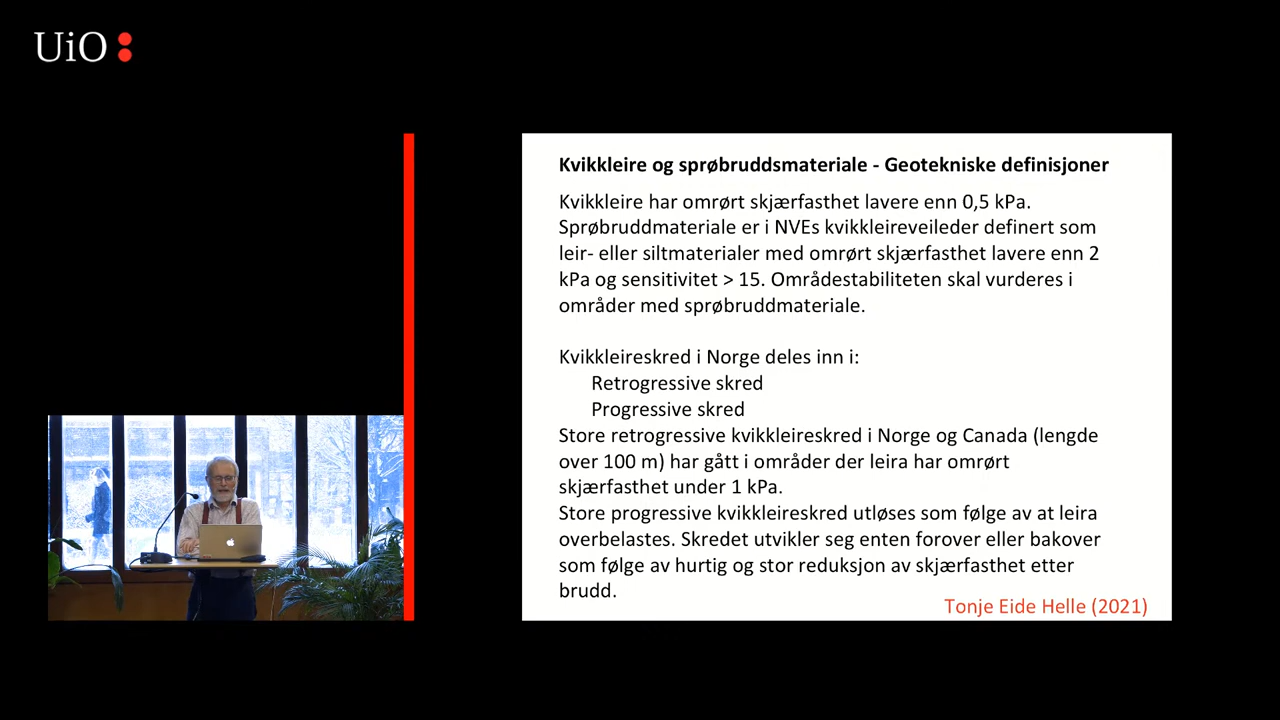 UiO
Kvikkleire og sprøbruddsmateriale - Geotekniske definisjoner
Kvikkleire har omrørt skjærfasthet lavere enn 0,5 kPa.
Sprøbruddmateriale er i NVEs kvikkleireveileder definert som
leir- eller siltmaterialer med omrørt skjærfasthet lavere enn 2
kPa og sensitivitet > 15. Områdestabiliteten skal vurderes i
områder med sprøbruddmateriale.
Kvikkleireskred i Norge deles inn i:
Retrogressive skred
Progressive skred
Store retrogressive kvikkleireskred i Norge og Canada (lengde
over 100 m) har gått i områder der leira har omrørt
skjærfasthet under 1 kPa.
Store progressive kvikkleireskred utløses som følge av at leira
overbelastes. Skredet utvikler seg enten forover eller bakover
som følge av hurtig og stor reduksjon av skjærfasthet etter
brudd.
Tonje Eide Helle (2021)